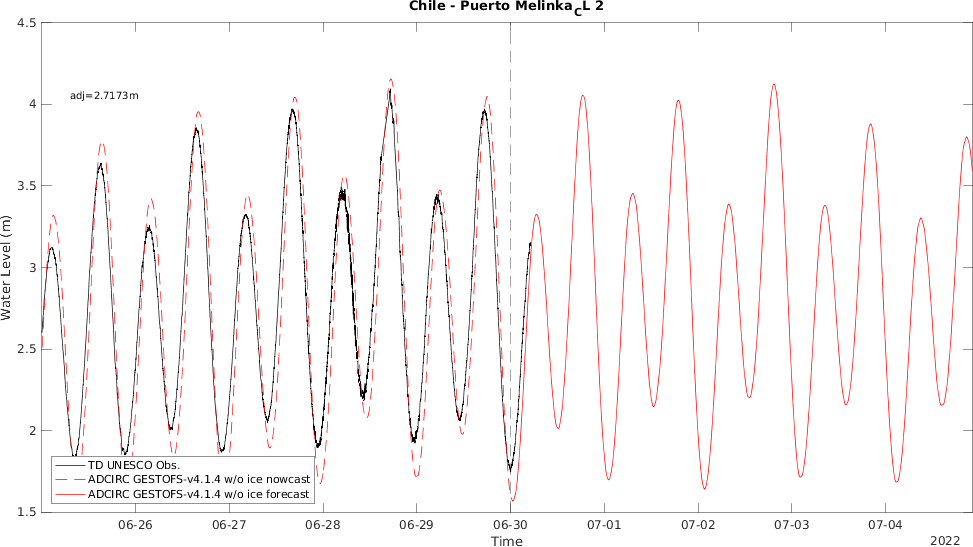 Chile - Puerto MelinkaCL 2
4.5
4
3.5
3
2.5
2
1.5
Water Level (m)
adj=2.7173m
TD UNESCO Obs.
ADCIRC GESTOFS-v4.1.4 w/o ice nowcast
ADCIRC GESTOFS-v4.1.4 w/o ice forecast
06-26 06-27 06-28 06-29 06-30 07-01 07-02 07-03 07-04
Time
2022